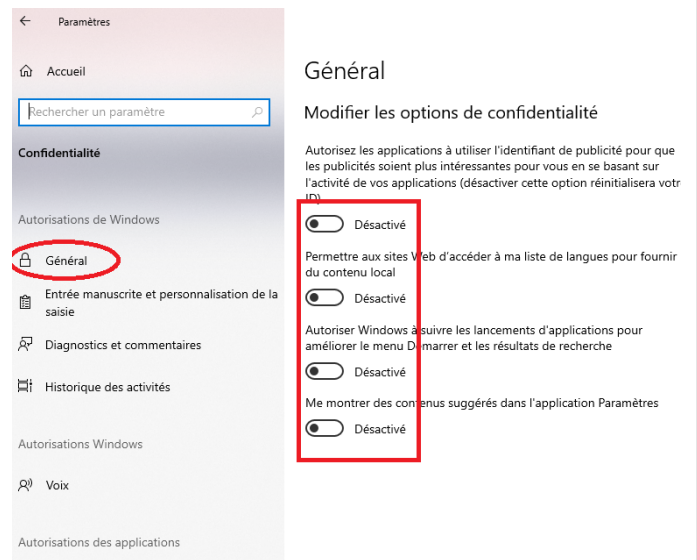 Paramètres
Accueil
Rechercher un paramètre
Confidentialité
Autorisations de Windows
Général
Entrée manuscrite et personnalisation de la
saisie
Diagnostics et commentaires
Historique des activités
Autorisations Windows
Voix
Autorisations des applications
Général
Modifier les options de confidentialité
Autorisez les applications à utiliser l'identifiant de publicité pour que
les publicités soient plus intéressantes pour vous en se basant sur
l'activité de vos applications (désactiver cette option réinitialisera votr
ID)
Désactivé
Permettre aux sites Web d'accéder à ma liste de langues pour fournir
du contenu local
Désactivé
Autoriser Windows à suivre les lancements d'applications pour
améliorer le menu Démarrer et les résultats de recherche
Désactivé
Me montrer des contenus suggérés dans l'application Paramètres
Désactivé